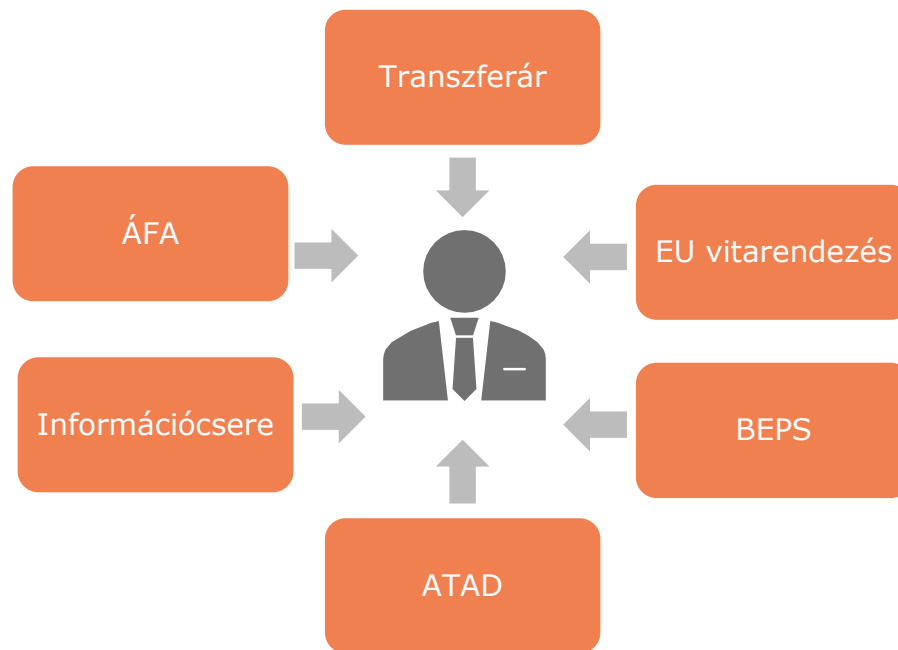 Transzferár
ÁFA
EU vitarendezés
Információcsere
BEPS
ATAD